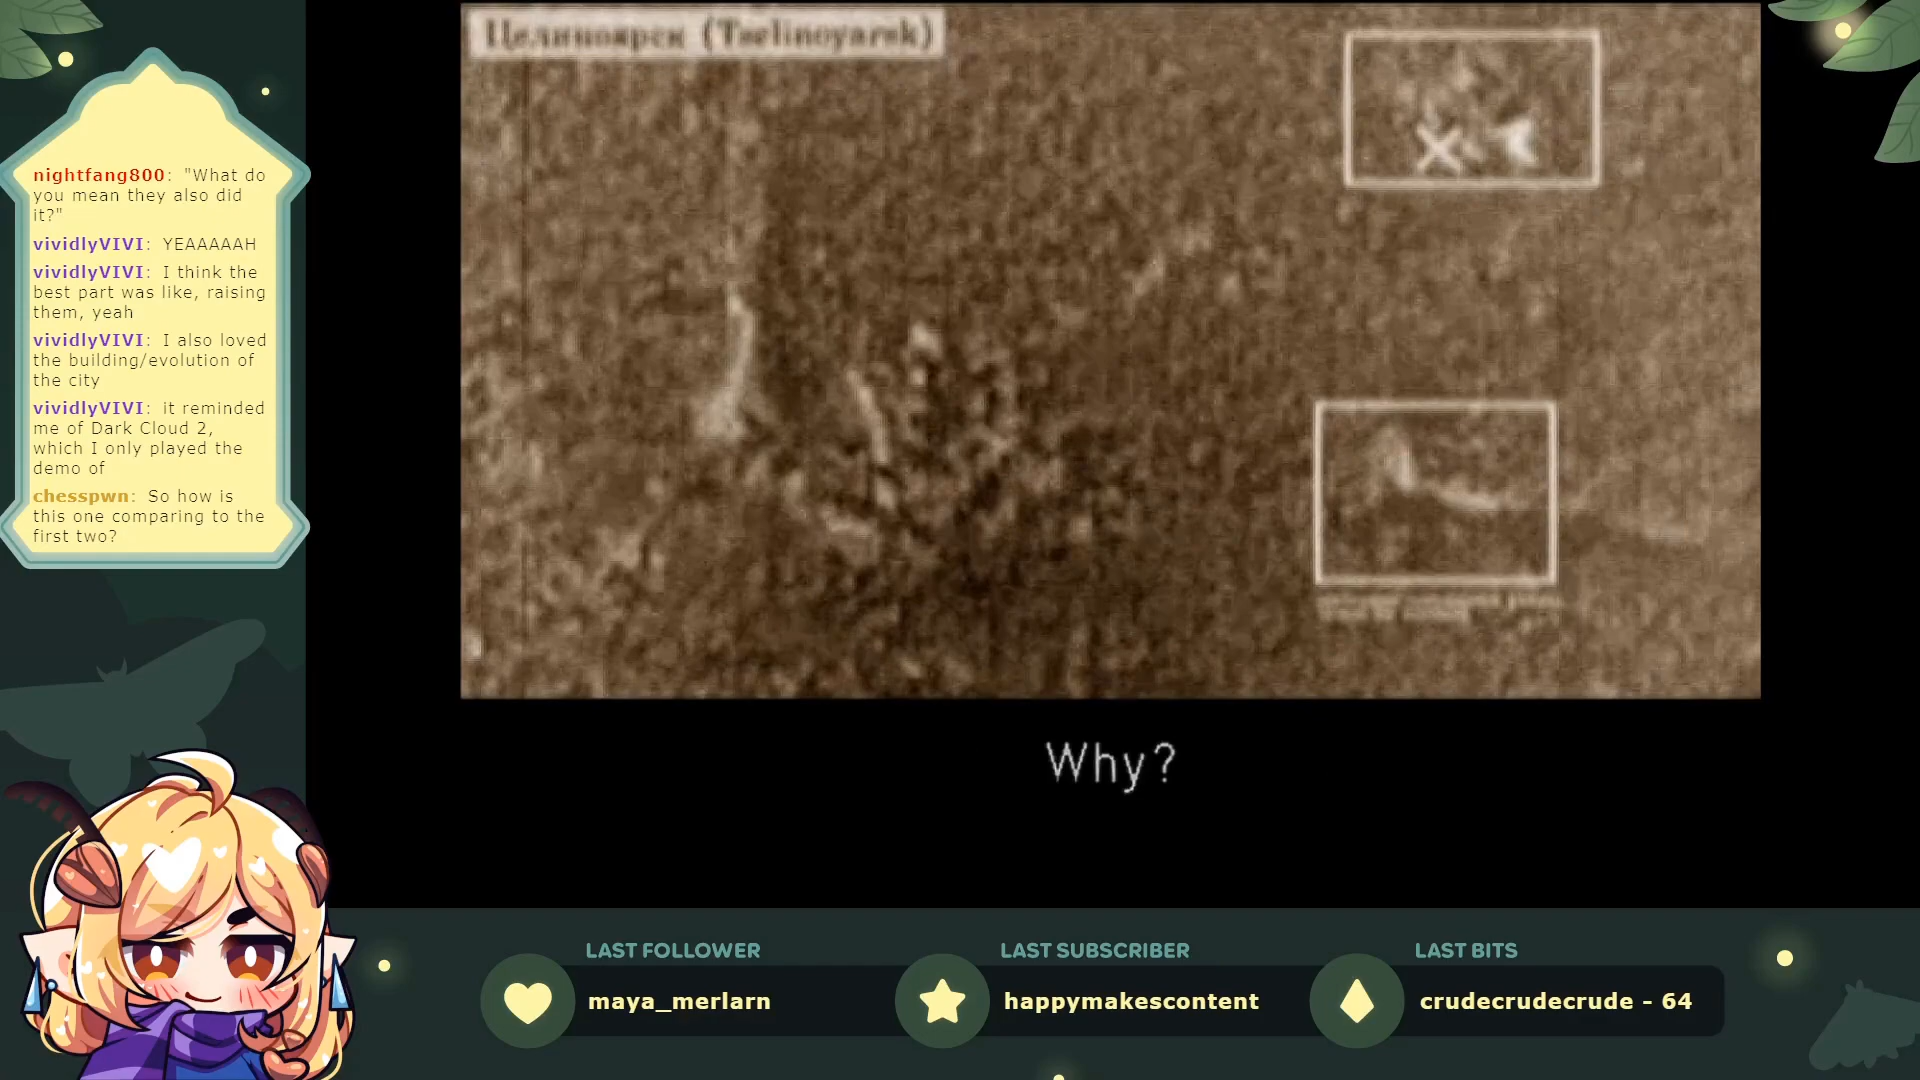 Целиноярск (Tselinoyarsk)
nightfang800: "What do
you mean they also did
it?"
vividlyVIVI: YEAAAAAH
vividlyVIVI: I think the
best part was like, raising
them, yeah
vividlyVIVI: I also loved
the building/evolution of
the city
vividlyVIVI: it reminded
me of Dark Cloud 2,
which I only played the
demo of
chesspwn: So how is
this one comparing to the
first two?
Why?
LAST FOLLOWER
maya_merlarn
LAST SUBSCRIBER
happymakescontent
LAST BITS
crudecrudecrude - 64